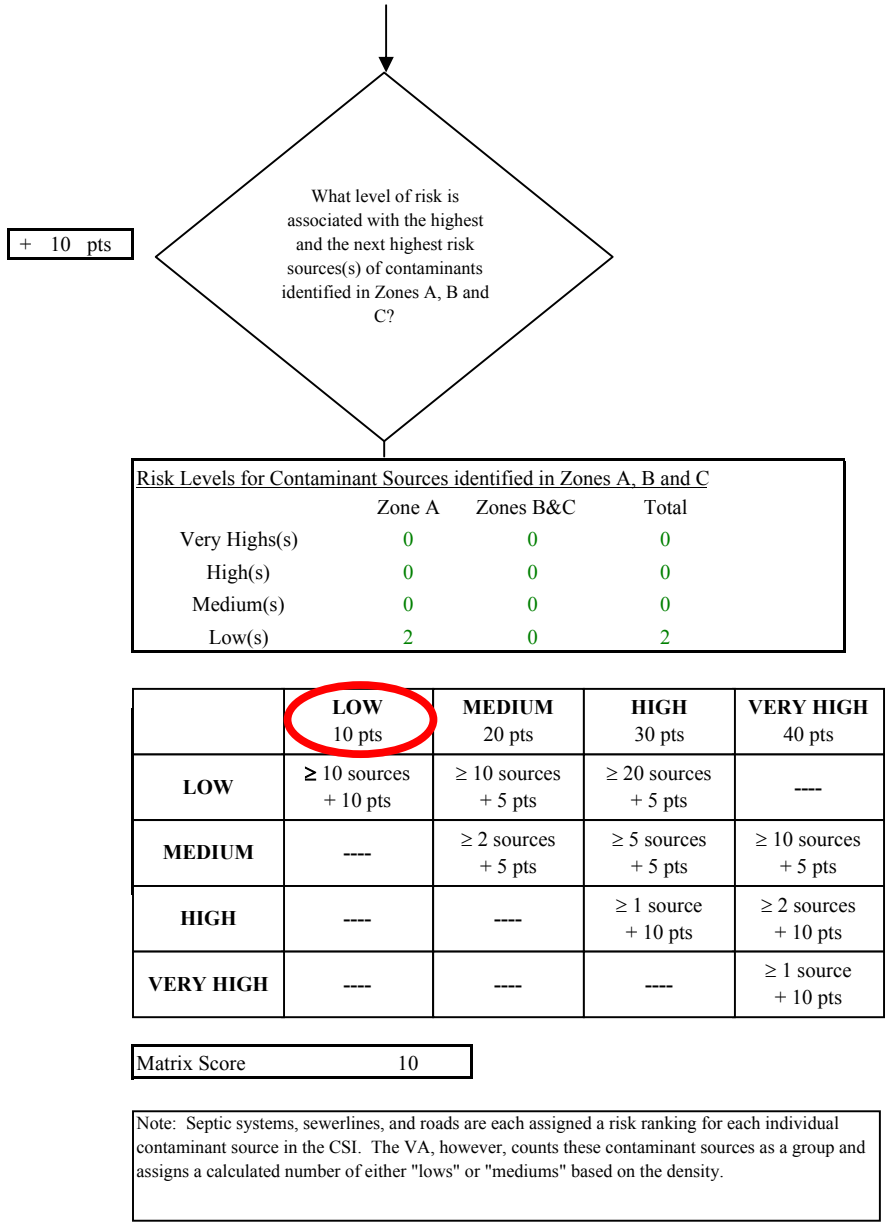 What level of risk is
associated with the highest
and the next highest risk
sources(s) of contaminants
identified in Zones A, B and
C?
+ 10 pts
Risk Levels for Contaminant Sources identified in Zones A, B and C
Zone A Zones B&C Total
Very Highs(s) 0 0 0
High(s) 0 0 0
Medium(s) 0 0 0
Low(s) 2 0 2
LOW MEDIUM HIGH VERY HIGH
10 pts 20 pts 30 pts 40 pts
LOW ≥ 10 sources ≥ 10 sources ≥ 20 sources ----
+ 10 pts + 5 pts + 5 pts
MEDIUM ---- ≥ 2 sources ≥ 5 sources ≥ 10 sources
+ 5 pts + 5 pts + 5 pts
HIGH ---- ---- ≥ 1 source ≥ 2 sources
+ 10 pts + 10 pts
VERY HIGH ---- ---- ---- ≥ 1 source
+ 10 pts
Matrix Score 10
Note: Septic systems, sewerlines, and roads are each assigned a risk ranking for each individual
contaminant source in the CSI. The VA, however, counts these contaminant sources as a group and
assigns a calculated number of either "lows" or "mediums" based on the density.